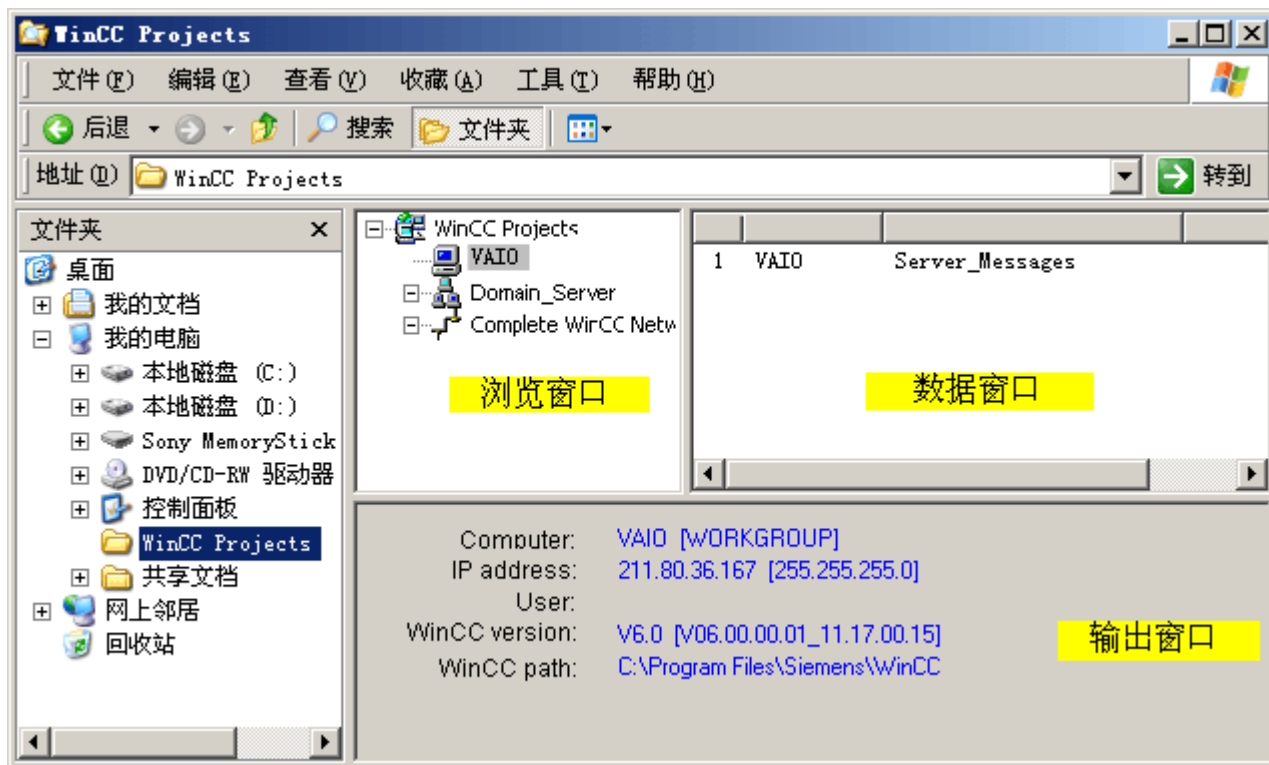 WinCC Projects
文件(F) 编辑(E) 查看(V) 收藏(A) 工具(T) 帮助(H)
后退 搜索 文件夹
地址(D) WinCC Projects 转到
文件夹
桌面
我的文档
我的电脑
本地磁盘 (C:)
本地磁盘 (D:)
Sony MemoryStick
DVD/CD-RW 驱动器
控制面板
WinCC Projects
共享文档
网上邻居
回收站
WinCC Projects
VAIO
Domain_Server
Complete WinCC Netw
浏览窗口
1 VAIO Server_Messages
数据窗口
Computer: VAIO [WORKGROUP]
IP address: 211.80.36.167 [255.255.255.0]
User:
WinCC version: V6.0 [V06.00.00.01_11.17.00.15]
WinCC path: C:\Program Files\Siemens\WinCC
输出窗口